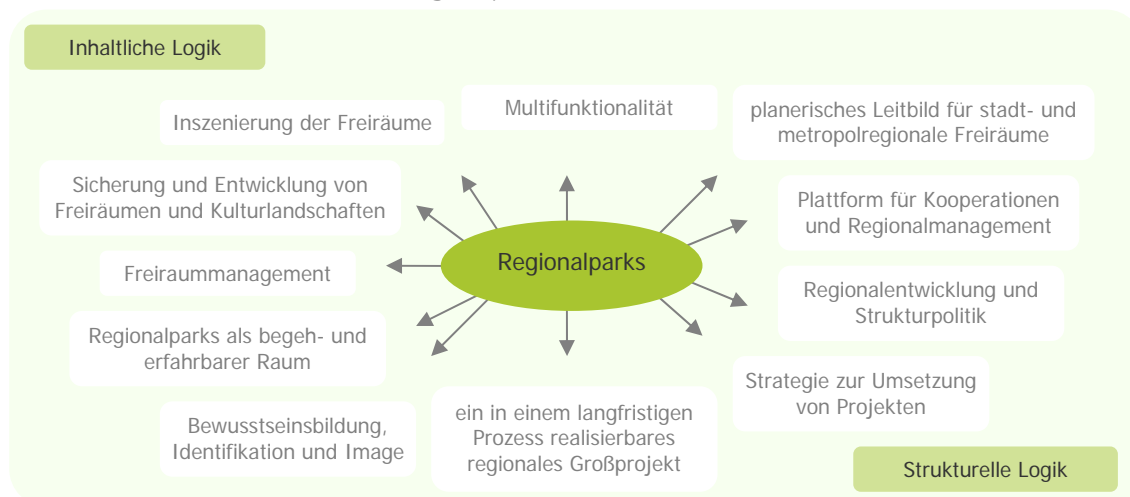 Inhaltliche Logik
Inszenierung der Freiräume
Multifunktionalität
planerisches Leitbild für stadt- und
metropolregionale Freiräume
Sicherung und Entwicklung von
Freiräumen und Kulturlandschaften
Plattform für Kooperationen
und Regionalmanagement
Regionalparks
Freiraummanagement
Regionalentwicklung und
Strukturpolitik
Regionalparks als begeh- und
erfahrbarer Raum
Strategie zur Umsetzung
von Projekten
Bewusstseinsbildung,
Identifikation und Image
ein in einem langfristigen
Prozess realisierbares
regionales Großprojekt
Strukturelle Logik